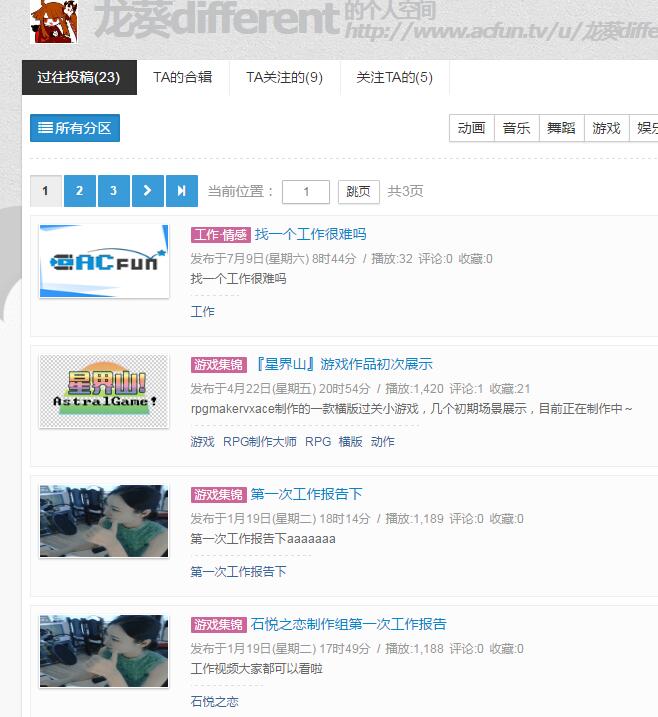 龙葵different 的个人空间
http://www.acfun.tv/u/龙葵diffe
过往投稿(23) TA的合辑 TA关注的(9) 关注TA的(5)
所有分区 动画 音乐 舞蹈 游戏 娱乐
1 2 3 当前位置： 1 跳页 共3页
工作·情感 找一个工作很难吗
发布于7月9日(星期六) 8时44分 / 播放:32 评论:0 收藏:0
找一个工作很难吗
工作
ACFUN
游戏集锦 『星界山』游戏作品初次展示
发布于4月22日(星期五) 20时54分 / 播放:1,420 评论:1 收藏:21
rpgmakervxace制作的一款横版过关小游戏，几个初期场景展示，目前正在制作中～
游戏 RPG制作大师 RPG 横版 动作
星界山!
AstralGame!
游戏集锦 第一次工作报告下
发布于1月19日(星期二) 18时14分 / 播放:1,189 评论:0 收藏:0
第一次工作报告下aaaaaaa
第一次工作报告下
游戏集锦 石悦之恋制作组第一次工作报告
发布于1月19日(星期二) 17时49分 / 播放:1,188 评论:0 收藏:0
工作视频大家都可以看啦
石悦之恋